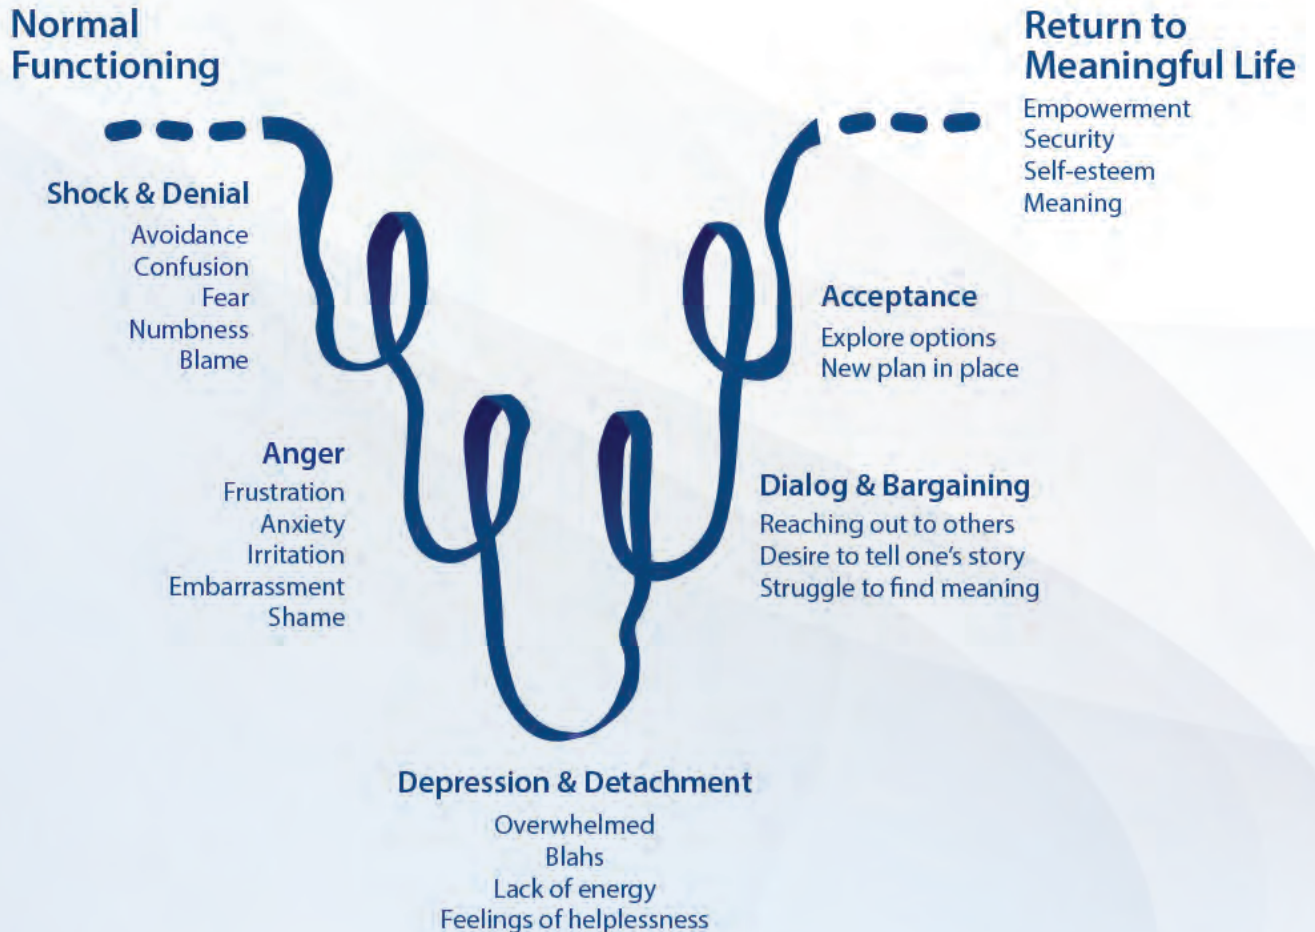 Normal
Functioning
Shock & Denial
Avoidance
Confusion
Fear
Numbness
Blame
Anger
Frustration
Anxiety
Irritation
Embarrassment
Shame
Depression & Detachment
Overwhelmed
Blahs
Lack of energy
Feelings of helplessness
Dialog & Bargaining
Reaching out to others
Desire to tell one's story
Struggle to find meaning
Acceptance
Explore options
New plan in place
Return to
Meaningful Life
Empowerment
Security
Self-esteem
Meaning